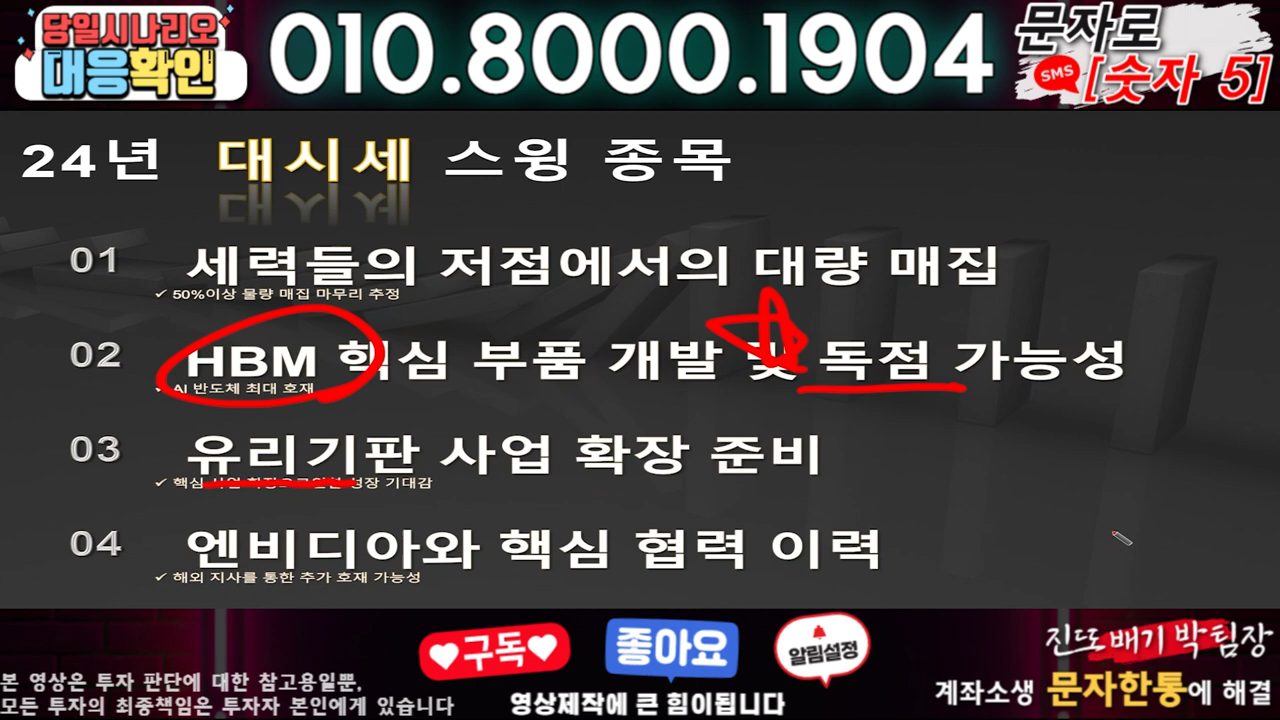 당일시나리오
대응확인
010.8000.1904
문자로
SMS
[숫자 5]
24년 대시세 스윙 종목
01 세력들의 저점에서의 대량 매집
✓ 50%이상 물량 매집 마무리 추정
02 HBM 핵심 부품 개발 및 독점 가능성
✓ AI 반도체 최대 호재
03 유리기판 사업 확장 준비
✓ 핵심 사업 확장으로인한 성장 기대감
04 엔비디아와 핵심 협력 이력
✓ 해외 지사를 통한 추가 호재 가능성
구독
좋아요
알림설정
영상제작에 큰 힘이됩니다
본 영상은 투자 판단에 대한 참고용일뿐,
모든 투자의 최종책임은 투자자 본인에게 있습니다
진또배기 박팀장
계좌소생 문자한통에 해결